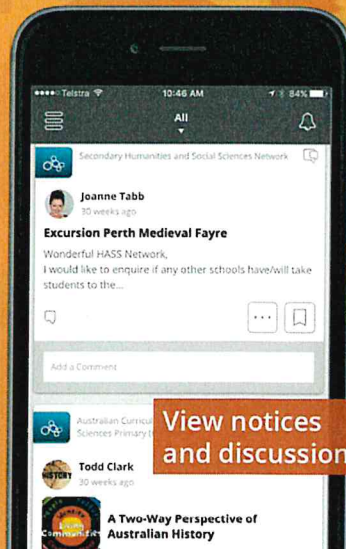 Telstra 10:46 AM 84%
All
Secondary Humanities and Social Sciences Network
Joanne Tabb
30 weeks ago
Excursion Perth Medieval Fayre
Wonderful HASS Network,
I would like to enquire if any other schools have/will take
students to the...
Add a Comment
Australian Curricul
Sciences Primary
View notices
and discussion
HISTORY
Todd Clark
30 weeks ago
Communities
A Two-Way Perspective of
Australian History